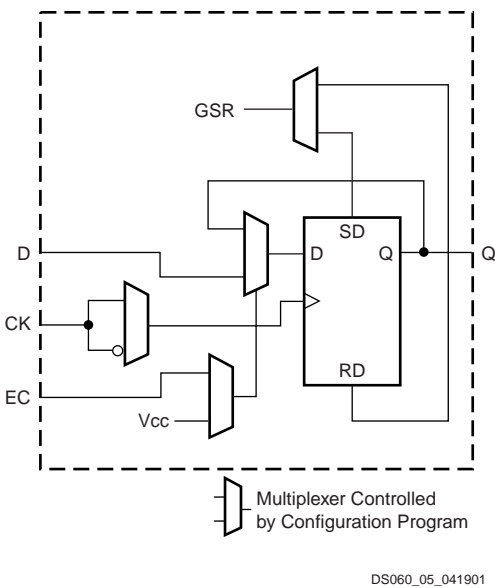 GSR
SD
D
D
Q
Q
CK
RD
EC
Vcc
Multiplexer Controlled
by Configuration Program
DS060_05_041901